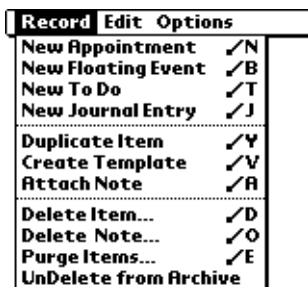 Record Edit Options
New Appointment /N
New Floating Event /B
New To Do /T
New Journal Entry /J
Duplicate Item /Y
Create Template /V
Attach Note /A
Delete Item... /D
Delete Note... /O
Purge Items... /E
UnDelete from Archive